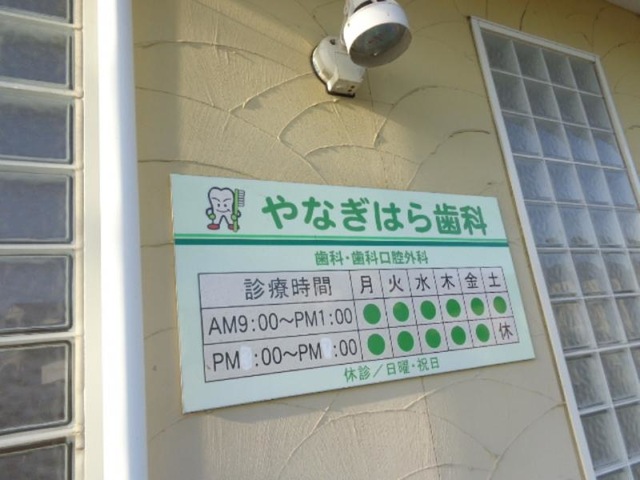 やなぎはら歯科
歯科・歯科口腔外科
診療時間 月 火 水 木 金 土
AM9:00～PM1:00 ● ● ● ● ● ●
PM :00～PM :00 ● ● ● ● ● 休
休診／日曜・祝日